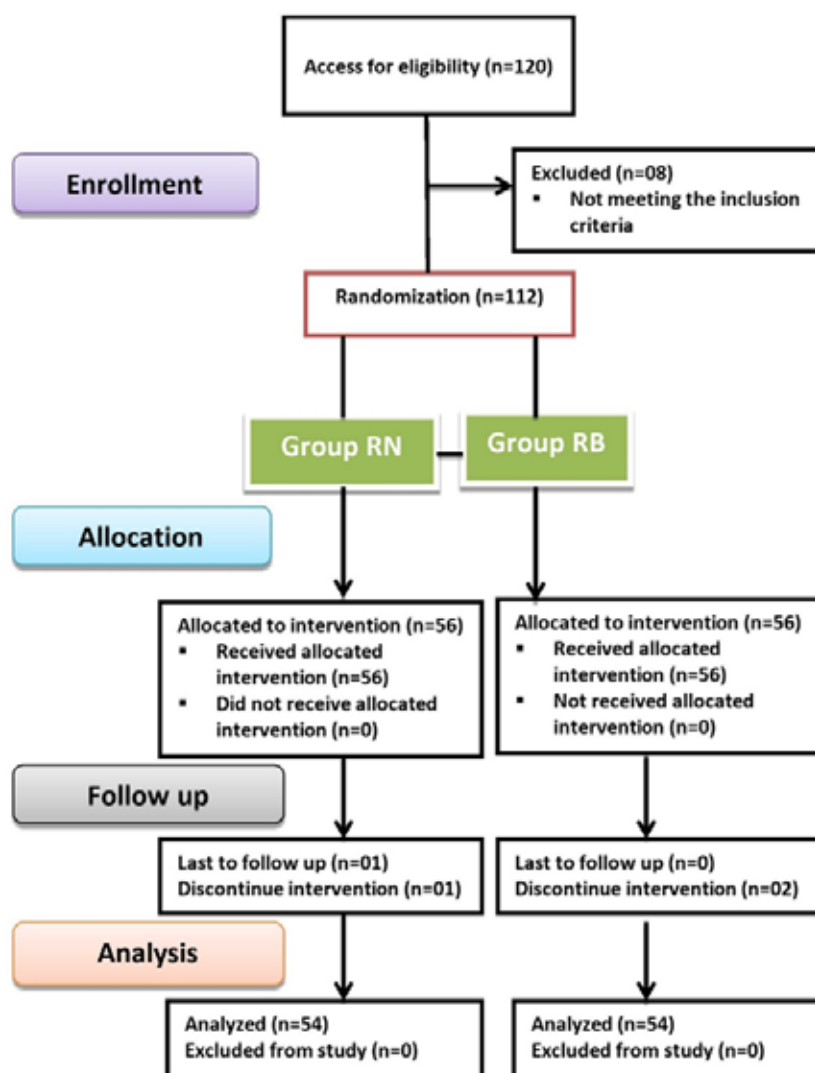 Access for eligibility (n=120)
Enrollment
Excluded (n=08)
▪ Not meeting the inclusion
criteria
Randomization (n=112)
Group RN
Group RB
Allocation
Allocated to intervention (n=56)
▪ Received allocated
intervention (n=56)
▪ Did not receive allocated
intervention (n=0)
Allocated to intervention (n=56)
▪ Received allocated
intervention (n=56)
▪ Not received allocated
intervention (n=0)
Follow up
Last to follow up (n=01)
Discontinue intervention (n=01)
Last to follow up (n=0)
Discontinue intervention (n=02)
Analysis
Analyzed (n=54)
Excluded from study (n=0)
Analyzed (n=54)
Excluded from study (n=0)